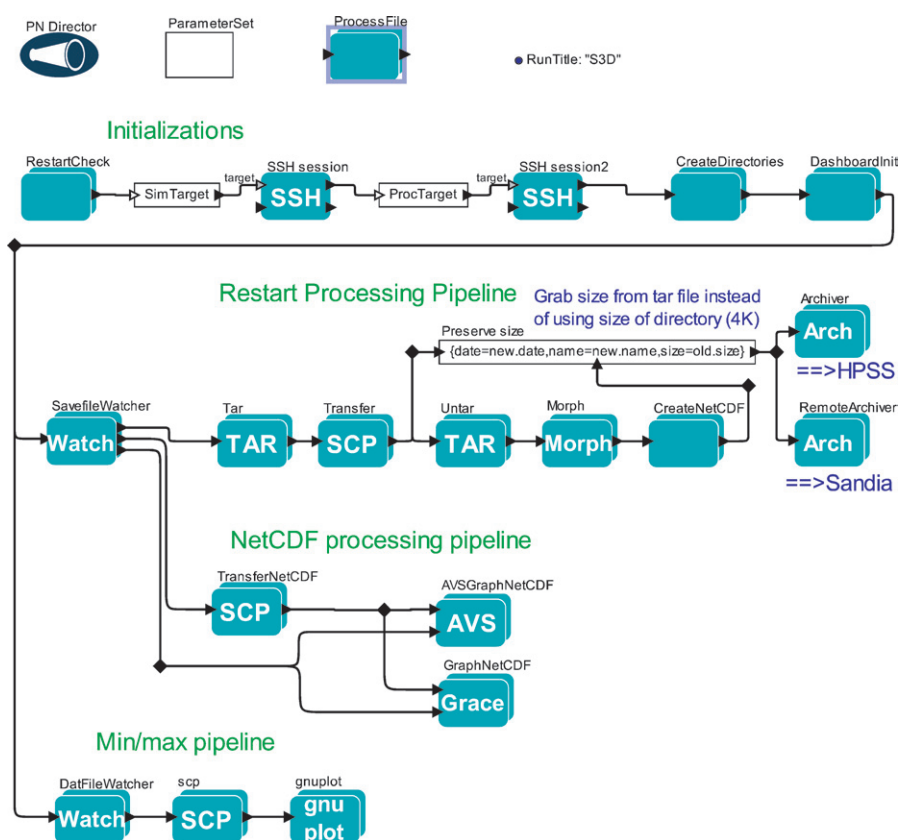 PN Director
ParameterSet
ProcessFile
RunTitle: "S3D"
Initializations
RestartCheck
SimTarget
target
SSH session
SSH
ProcTarget
target
SSH session2
SSH
CreateDirectories
DashboardInit
Restart Processing Pipeline
Grab size from tar file instead
of using size of directory (4K)
Preserve size
{date=new.date,name=new.name,size=old.size}
Archiver
Arch
==>HPSS
SavefileWatcher
Watch
Tar
TAR
Transfer
SCP
Untar
TAR
Morph
Morph
CreateNetCDF
RemoteArchiver
Arch
==>Sandia
NetCDF processing pipeline
TransferNetCDF
SCP
AVSGraphNetCDF
AVS
GraphNetCDF
Grace
Min/max pipeline
DatFileWatcher
Watch
scp
SCP
gnuplot
gnu
plot